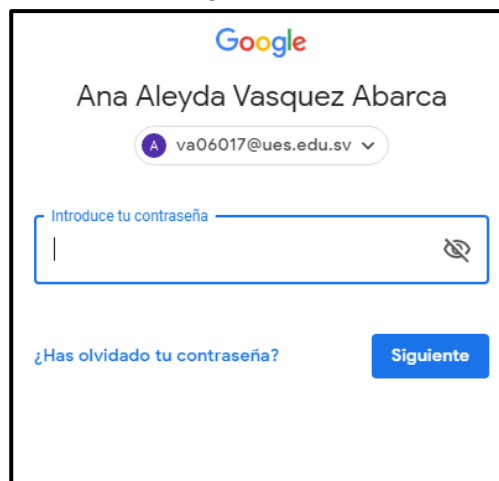 Google
Ana Aleyda Vasquez Abarca
A va06017@ues.edu.sv
Introduce tu contraseña
¿Has olvidado tu contraseña? Siguiente